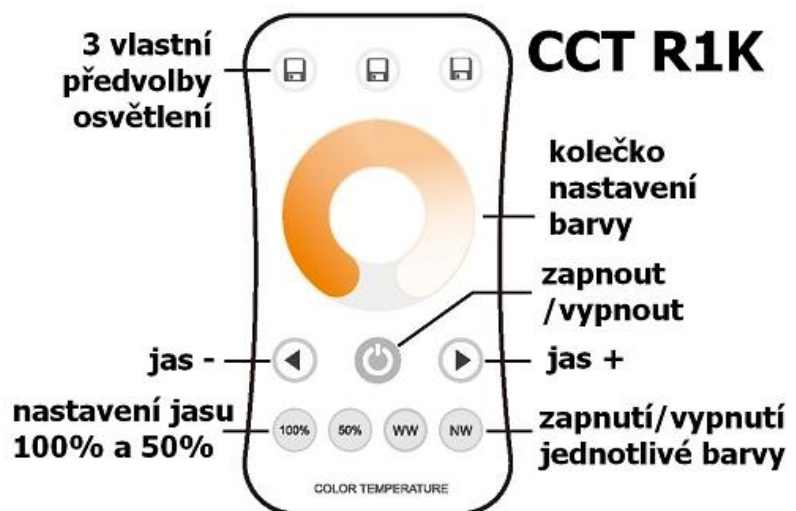 3 vlastní
předvolby
osvětlení
CCT R1K
kolečko
nastavení
barvy
zapnout
/vypnout
jas -
jas +
nastavení jasu
100% a 50%
100%
50%
WW
NW
zapnutí/vypnutí
jednotlivé barvy
COLOR TEMPERATURE